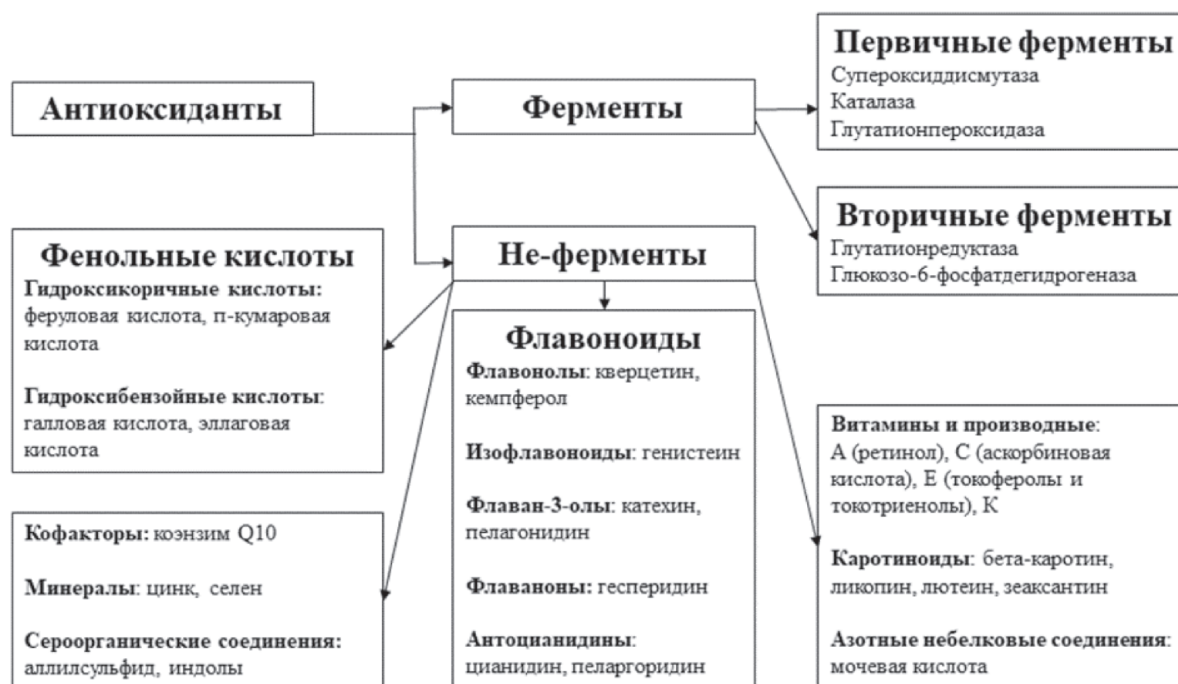 Антиоксиданты
Ферменты
Первичные ферменты
Супероксиддисмутаза
Каталаза
Глутатионпероксидаза
Вторичные ферменты
Глутатионредуктаза
Глюкозо-6-фосфатдегидрогеназа
Не-ферменты
Фенольные кислоты
Гидроксикоричные кислоты:
феруловая кислота, п-кумаровая
кислота
Гидроксибензойные кислоты:
галловая кислота, эллаговая
кислота
Кофакторы: коэнзим Q10
Минералы: цинк, селен
Сероорганические соединения:
аллилсульфид, индолы
Флавоноиды
Флавонолы: кверцетин,
кемпферол
Изофлавоноиды: генистеин
Флаван-3-олы: катехин,
пелагонидин
Флаваноны: гесперидин
Антоцианидины:
цианидин, пеларгоридин
Витамины и производные:
А (ретинол), С (аскорбиновая
кислота), Е (токоферолы и
токотриенолы), К
Каротиноиды: бета-каротин,
ликопин, лютеин, зеаксантин
Азотные небелковые соединения:
мочевая кислота